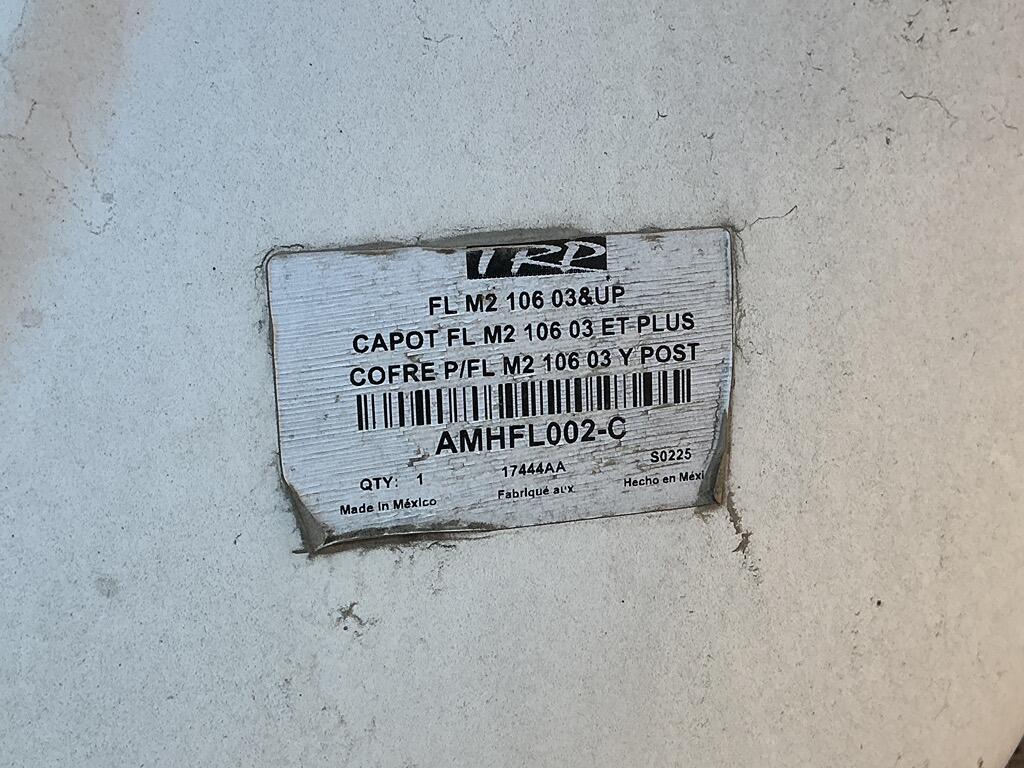 TRP
FL M2 106 03&UP
CAPOT FL M2 106 03 ET PLUS
COFRE P/FL M2 106 03 Y POST
AMHFL002-C
QTY: 1 17444AA S0225
Made in México Fabriqué au Hecho en Méxi